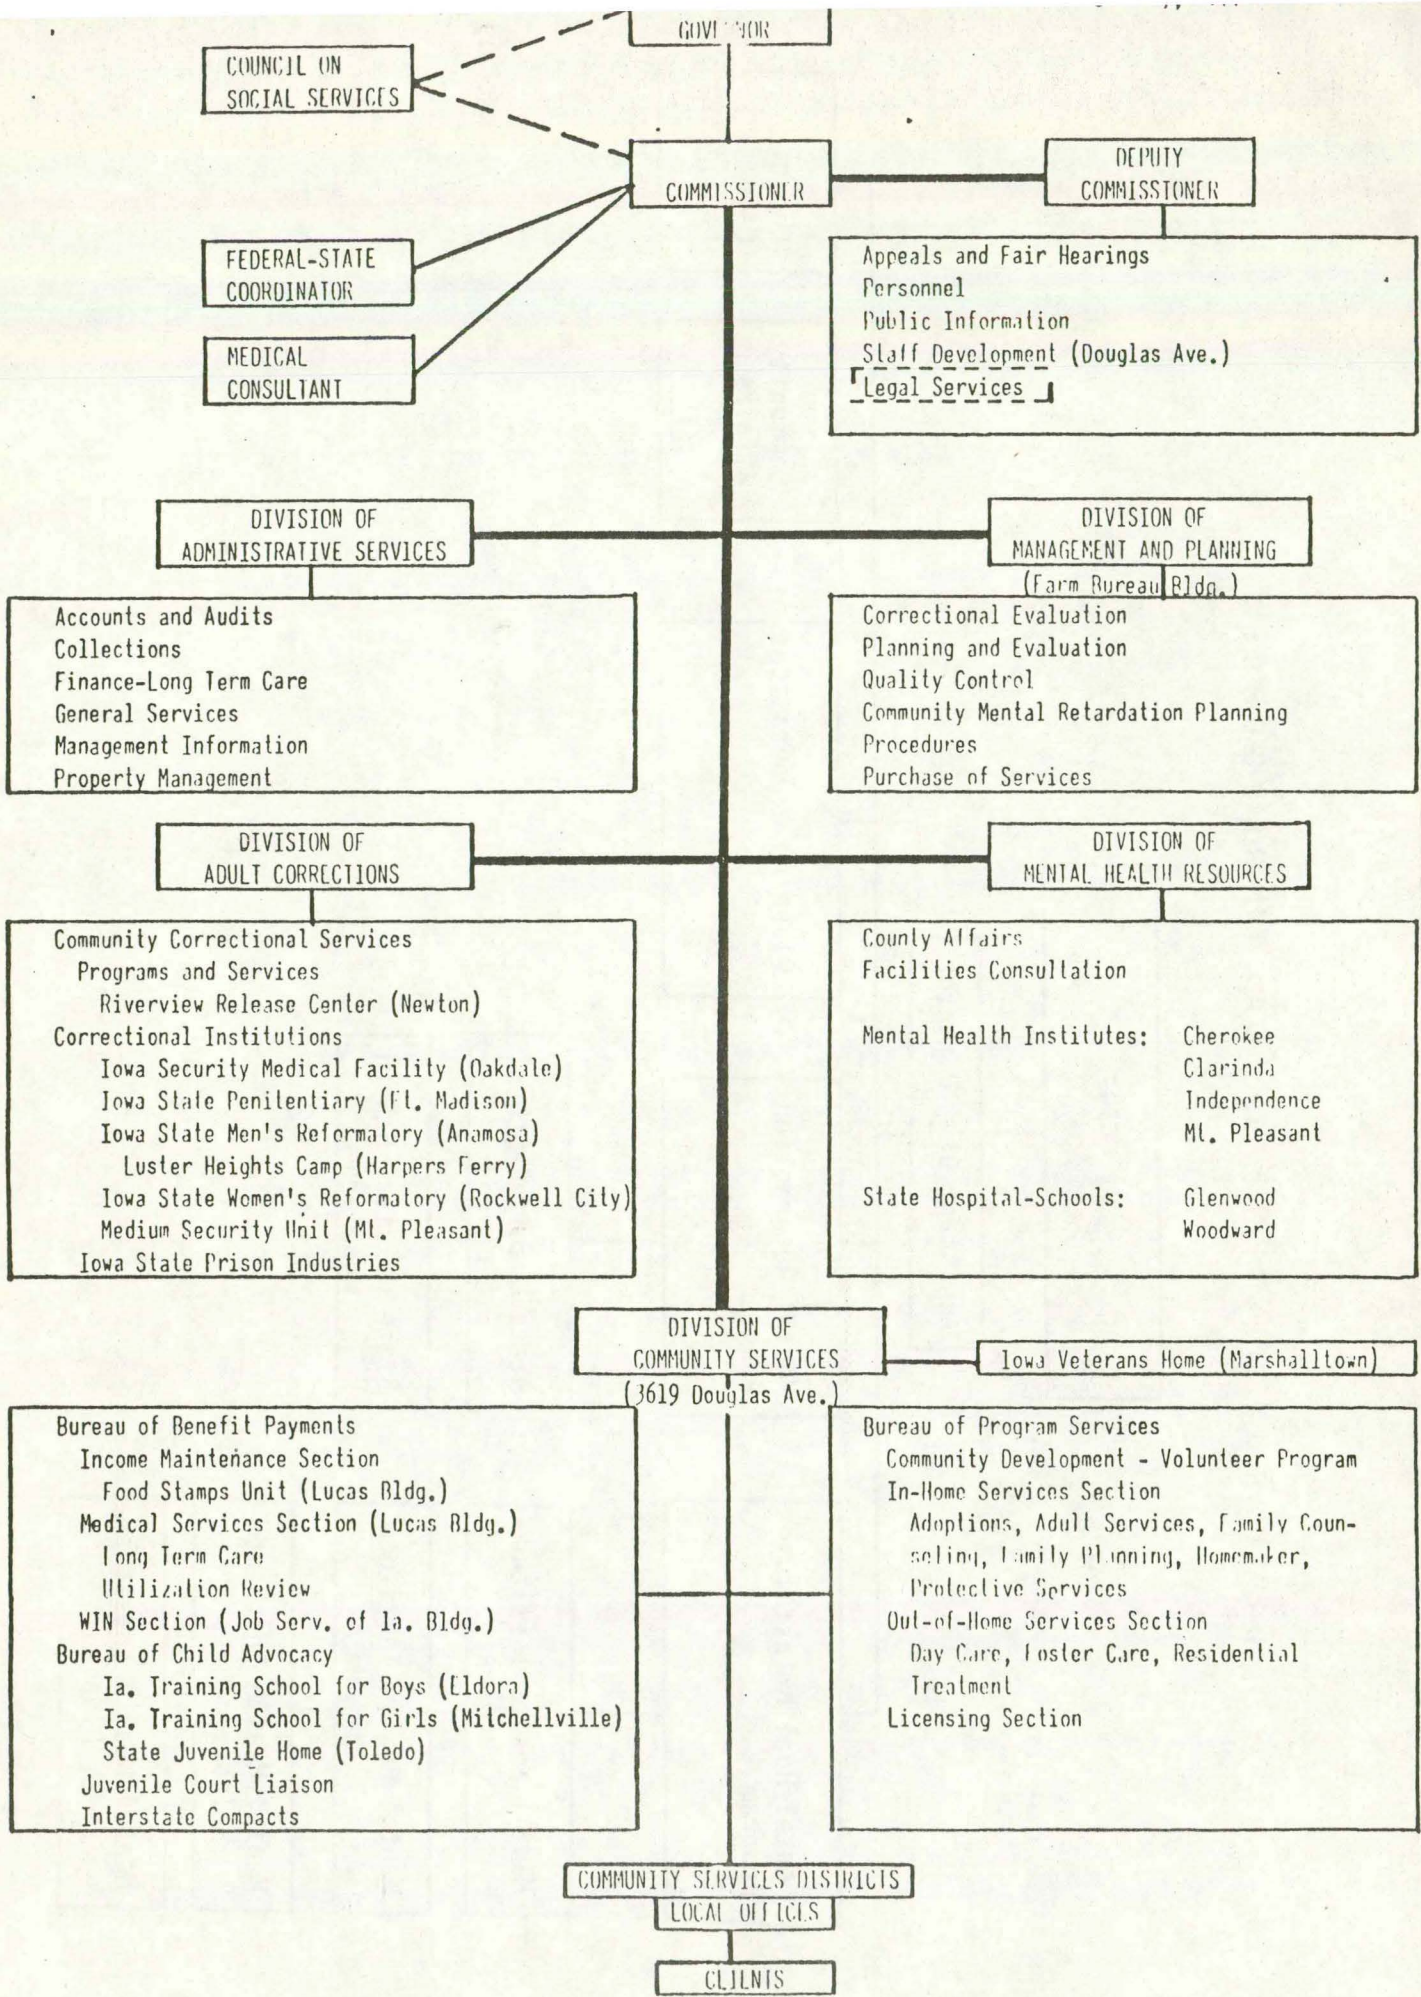 GOVERNOR
COUNCIL ON
SOCIAL SERVICES
COMMISSIONER
DEPUTY
COMMISSIONER
FEDERAL-STATE
COORDINATOR
MEDICAL
CONSULTANT
Appeals and Fair Hearings
Personnel
Public Information
Staff Development (Douglas Ave.)
Legal Services
DIVISION OF
ADMINISTRATIVE SERVICES
DIVISION OF
MANAGEMENT AND PLANNING
(Farm Bureau Bldg.)
Accounts and Audits
Collections
Finance-Long Term Care
General Services
Management Information
Property Management
Correctional Evaluation
Planning and Evaluation
Quality Control
Community Mental Retardation Planning
Procedures
Purchase of Services
DIVISION OF
ADULT CORRECTIONS
DIVISION OF
MENTAL HEALTH RESOURCES
Community Correctional Services
Programs and Services
Riverview Release Center (Newton)
Correctional Institutions
Iowa Security Medical Facility (Oakdale)
Iowa State Penitentiary (Ft. Madison)
Iowa State Men's Reformatory (Anamosa)
Luster Heights Camp (Harpers Ferry)
Iowa State Women's Reformatory (Rockwell City)
Medium Security Unit (Mt. Pleasant)
Iowa State Prison Industries
County Affairs
Facilities Consultation
Mental Health Institutes: Cherokee
Clarinda
Independence
Mt. Pleasant
State Hospital-Schools: Glenwood
Woodward
DIVISION OF
COMMUNITY SERVICES
(3619 Douglas Ave.)
Iowa Veterans Home (Marshalltown)
Bureau of Benefit Payments
Income Maintenance Section
Food Stamps Unit (Lucas Bldg.)
Medical Services Section (Lucas Bldg.)
Long Term Care
Utilization Review
WIN Section (Job Serv. of Ia. Bldg.)
Bureau of Child Advocacy
Ia. Training School for Boys (Eldora)
Ia. Training School for Girls (Mitchellville)
State Juvenile Home (Toledo)
Juvenile Court Liaison
Interstate Compacts
Bureau of Program Services
Community Development - Volunteer Program
In-Home Services Section
Adoptions, Adult Services, Family Coun-
seling, Family Planning, Homemaker,
Protective Services
Out-of-Home Services Section
Day Care, Foster Care, Residential
Treatment
Licensing Section
COMMUNITY SERVICES DISTRICTS
LOCAL OFFICES
CLIENTS